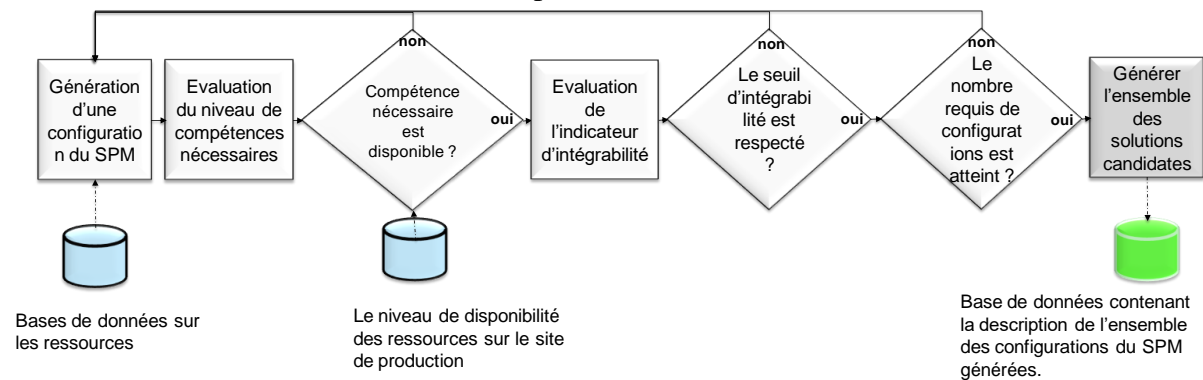 Génération
d'une
configuratio
n du SPM
Evaluation
du niveau de
compétences
nécessaires
non
Compétence
nécessaire
est
disponible ?
oui
Evaluation
de
l'indicateur
d'intégrabilité
non
Le seuil
d'intégrabi
lité est
respecté
?
oui
non
Le
nombre
requis de
configurat
ions est
atteint ?
oui
Générer
l'ensemble
des
solutions
candidates
Bases de données sur
les ressources
Le niveau de disponibilité
des ressources sur le site
de production
Base de données contenant
la description de l'ensemble
des configurations du SPM
générées.